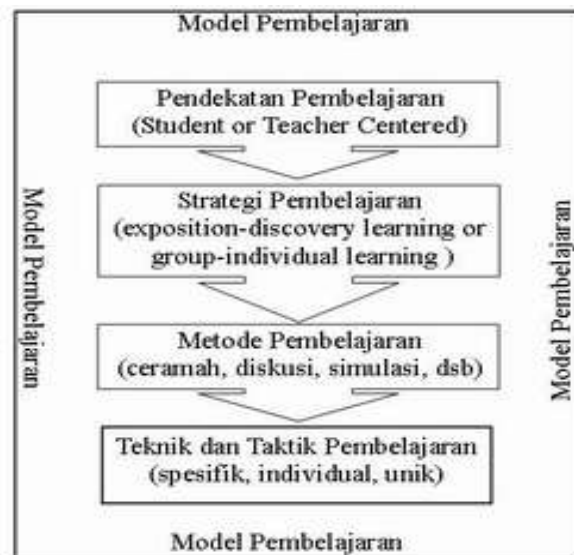 Model Pembelajaran
Pendekatan Pembelajaran
(Student or Teacher Centered)
Strategi Pembelajaran
(exposition-discovery learning or
group-individual learning )
Metode Pembelajaran
(ceramah, diskusi, simulasi, dsb)
Teknik dan Taktik Pembelajaran
(spesifik, individual, unik)
Model Pembelajaran
Model Pembelajaran
Model Pembelajaran